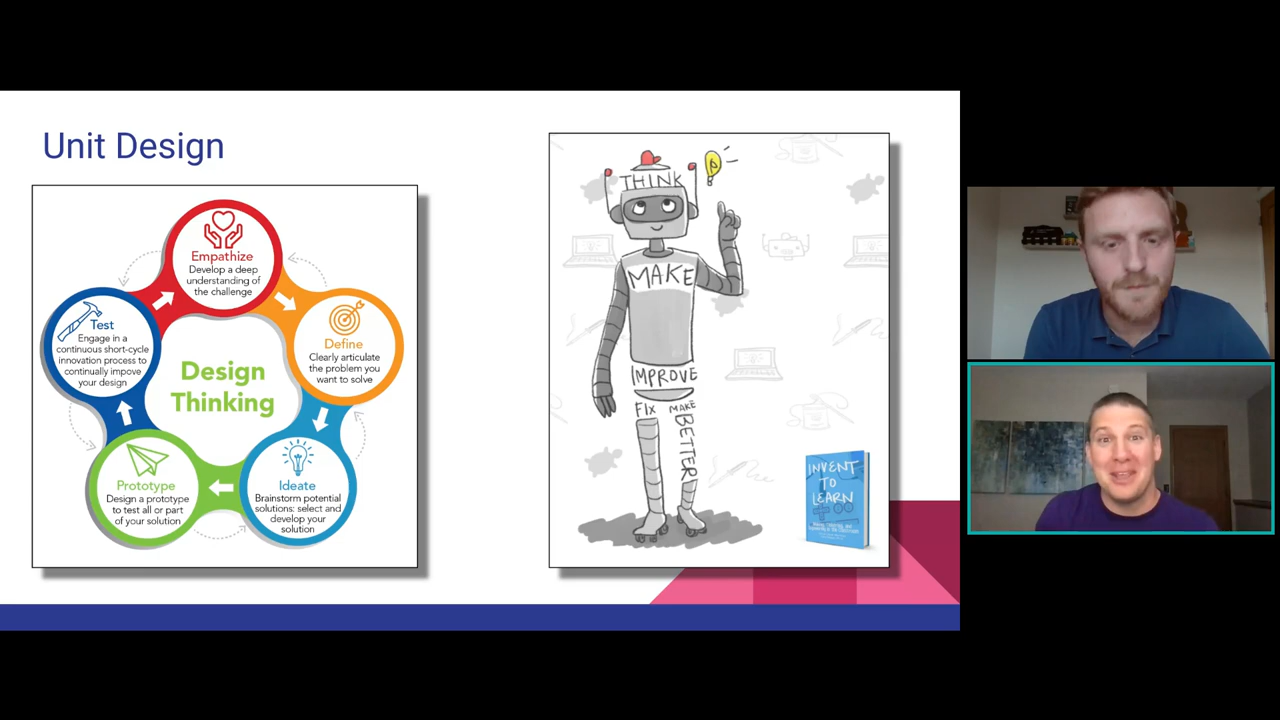 Unit Design
Empathize
Develop a deep
understanding of
the challenge
Define
Clearly articulate
the problem you
want to solve
Ideate
Brainstorm potential
solutions: select and
develop your
solution
Prototype
Design a prototype
to test all or part
of your solution
Test
Engage in a
continuous short-cycle
innovation process to
continually impove
your design
Design
Thinking
THINK
MAKE
IMPROVE
FIX
MAKE
BETTER
INVENT
TO
LEARN